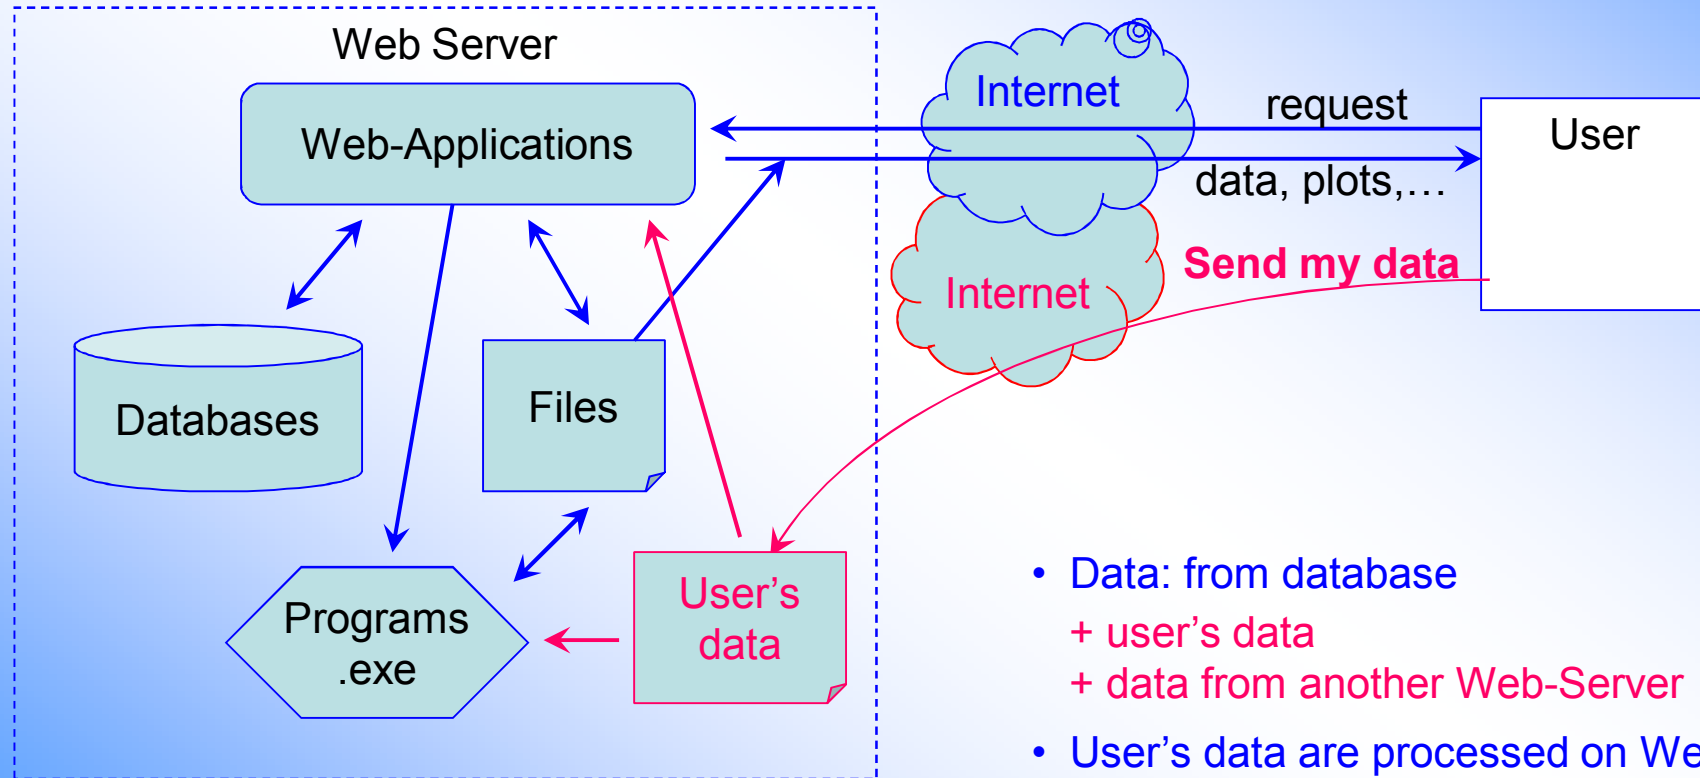 Web Server
Web-Applications
Internet
request
User
data, plots,…
Send my data
Internet
Databases
Files
Programs
.exe
User’s
data
• Data: from database
+ user’s data
+ data from another Web-Server
• User’s data are processed on We